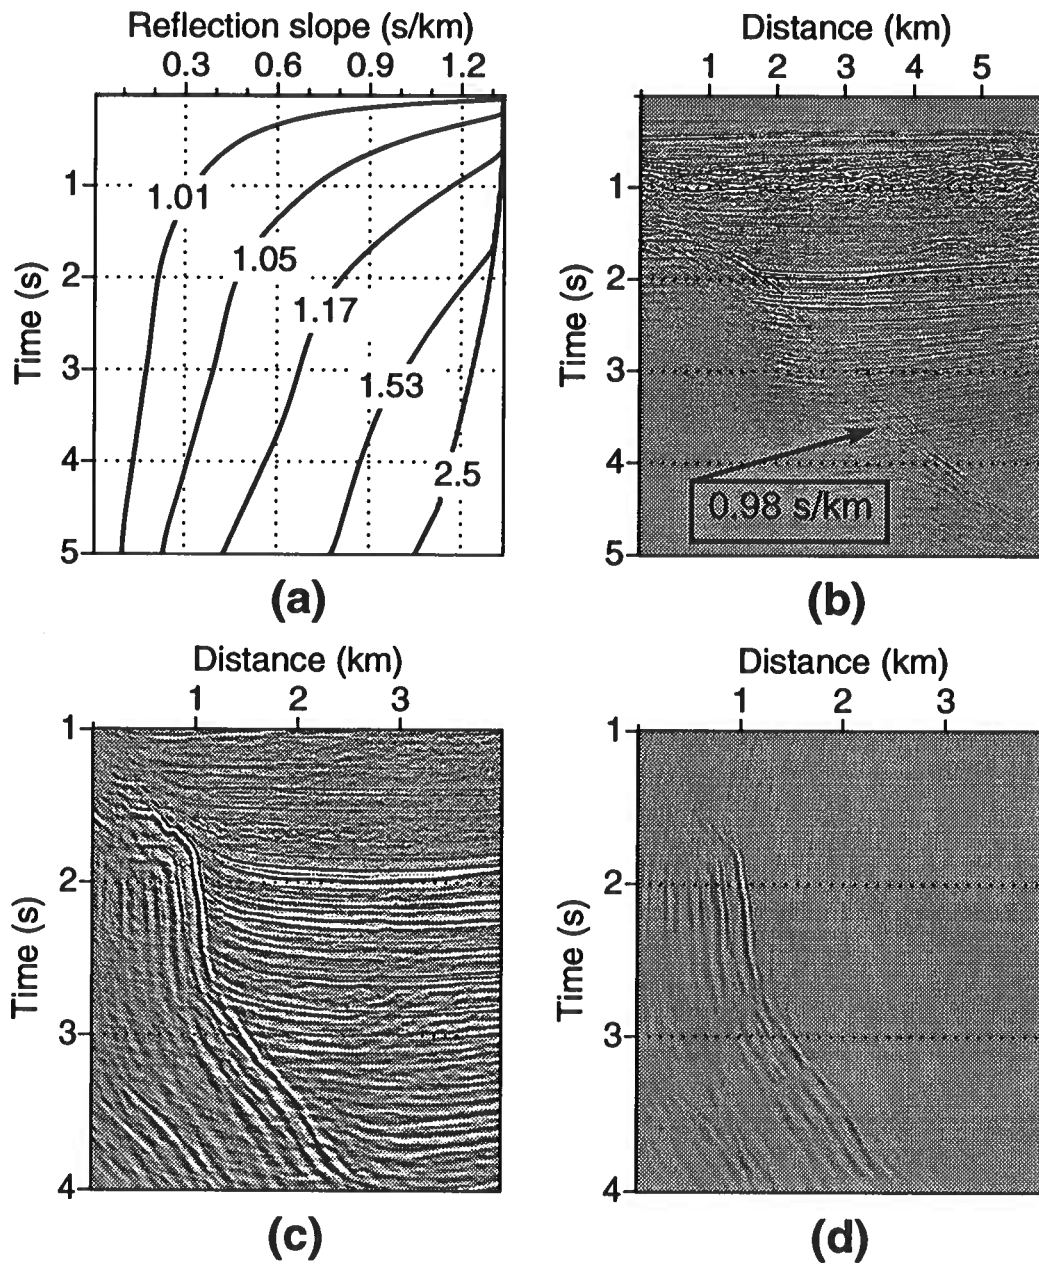 Reflection slope (s/km)
0.3 0.6 0.9 1.2
Time (s)
1
2
3
4
5
1.01
1.05
1.17
1.53
2.5
(a)
Distance (km)
1 2 3 4 5
Time (s)
1
2
3
4
5
0.98 s/km
(b)
Distance (km)
1 2 3
Time (s)
1
2
3
4
(c)
Distance (km)
1 2 3
Time (s)
1
2
3
4
(d)